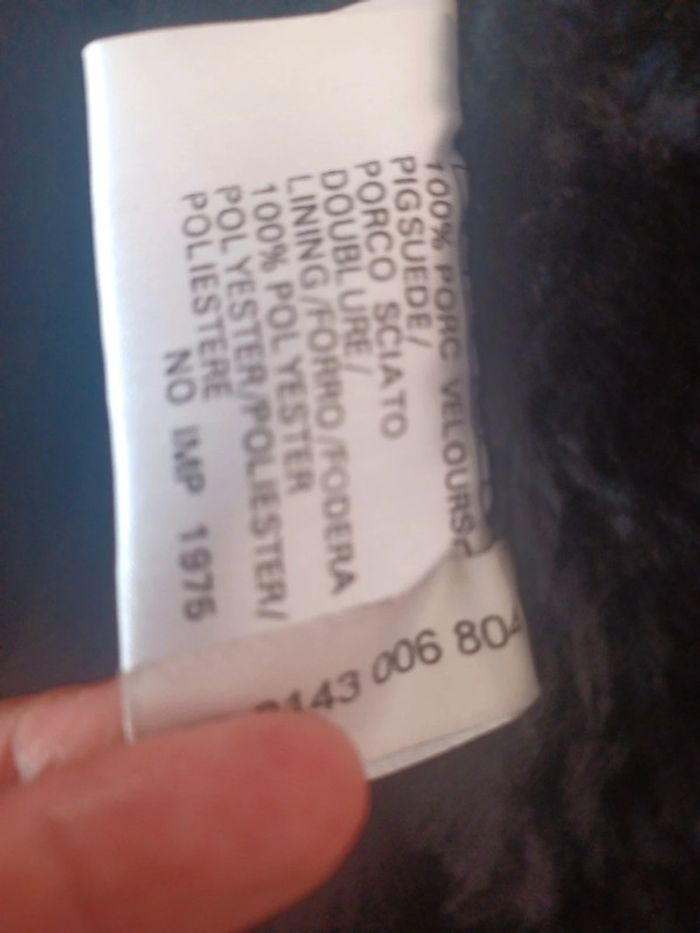 100% PORC VELOURS/
PIGSUEDE/
PORCO SCIATO
DOUBLURE/
LINING/FORRO/FODERA
100% POLYESTER
POLYESTER/POLIESTER/
POLIESTERE
NO IMP 1975
143 006 804